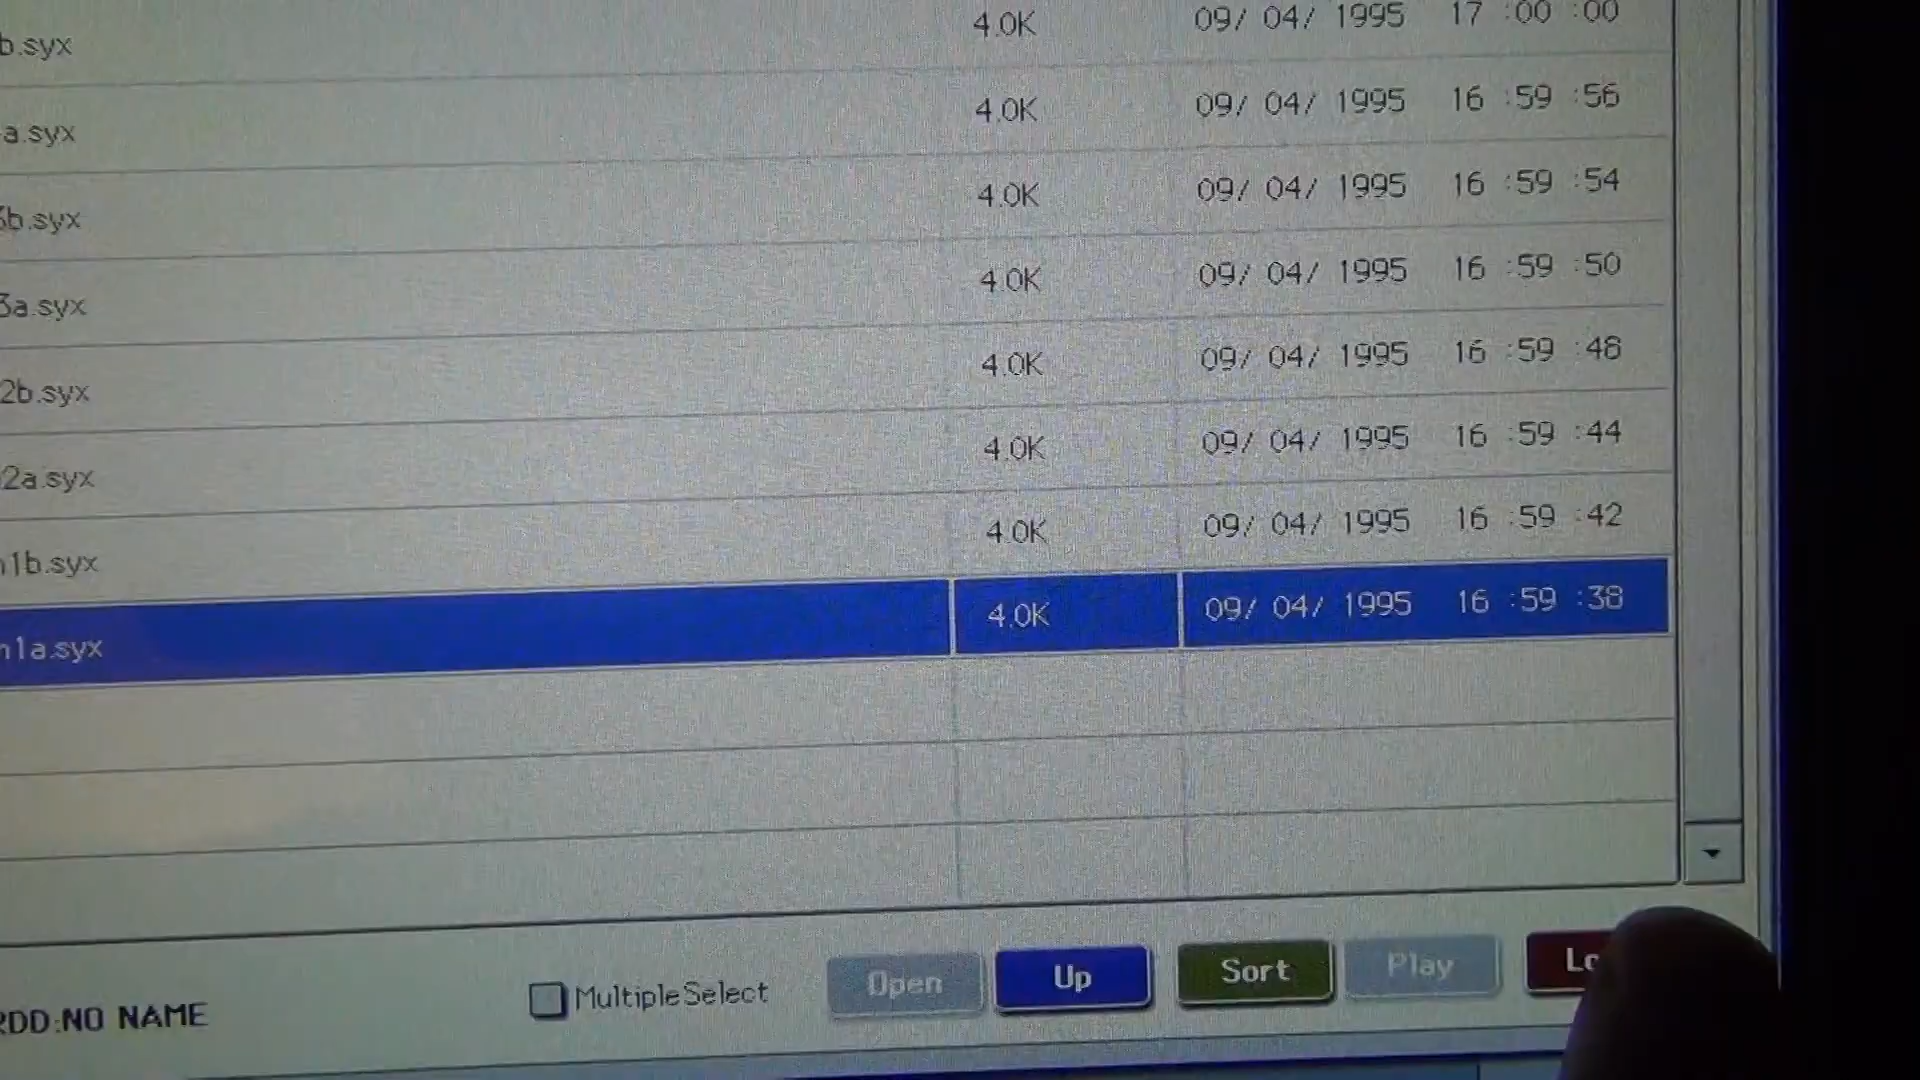 b.syx 4.0K 09/ 04/ 1995 17 :00 :00
a.syx 4.0K 09/ 04/ 1995 16 :59 :56
3b.syx 4.0K 09/ 04/ 1995 16 :59 :54
3a.syx 4.0K 09/ 04/ 1995 16 :59 :50
2b.syx 4.0K 09/ 04/ 1995 16 :59 :48
2a.syx 4.0K 09/ 04/ 1995 16 :59 :44
1b.syx 4.0K 09/ 04/ 1995 16 :59 :42
1a.syx 4.0K 09/ 04/ 1995 16 :59 :38
DD:NO NAME MultipleSelect Open Up Sort Play